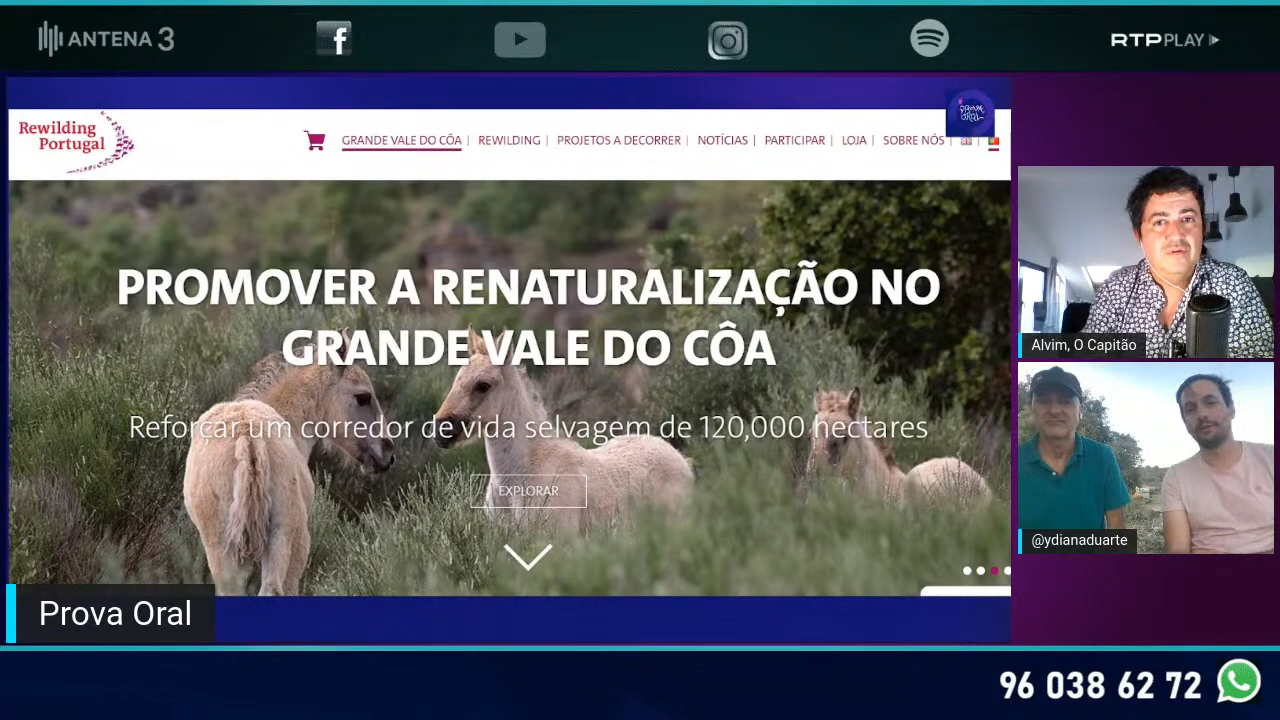 ANTENA 3
RTP PLAY
Rewilding
Portugal
GRANDE VALE DO CÔA | REWILDING | PROJETOS A DECORRER | NOTÍCIAS | PARTICIPAR | LOJA | SOBRE NÓS |
PROVA ORAL
PROMOVER A RENATURALIZAÇÃO NO
GRANDE VALE DO CÔA
Reforçar um corredor de vida selvagem de 120,000 hectares
EXPLORAR
Alvim, O Capitão
@ydianaduarte
Prova Oral
96 038 62 72